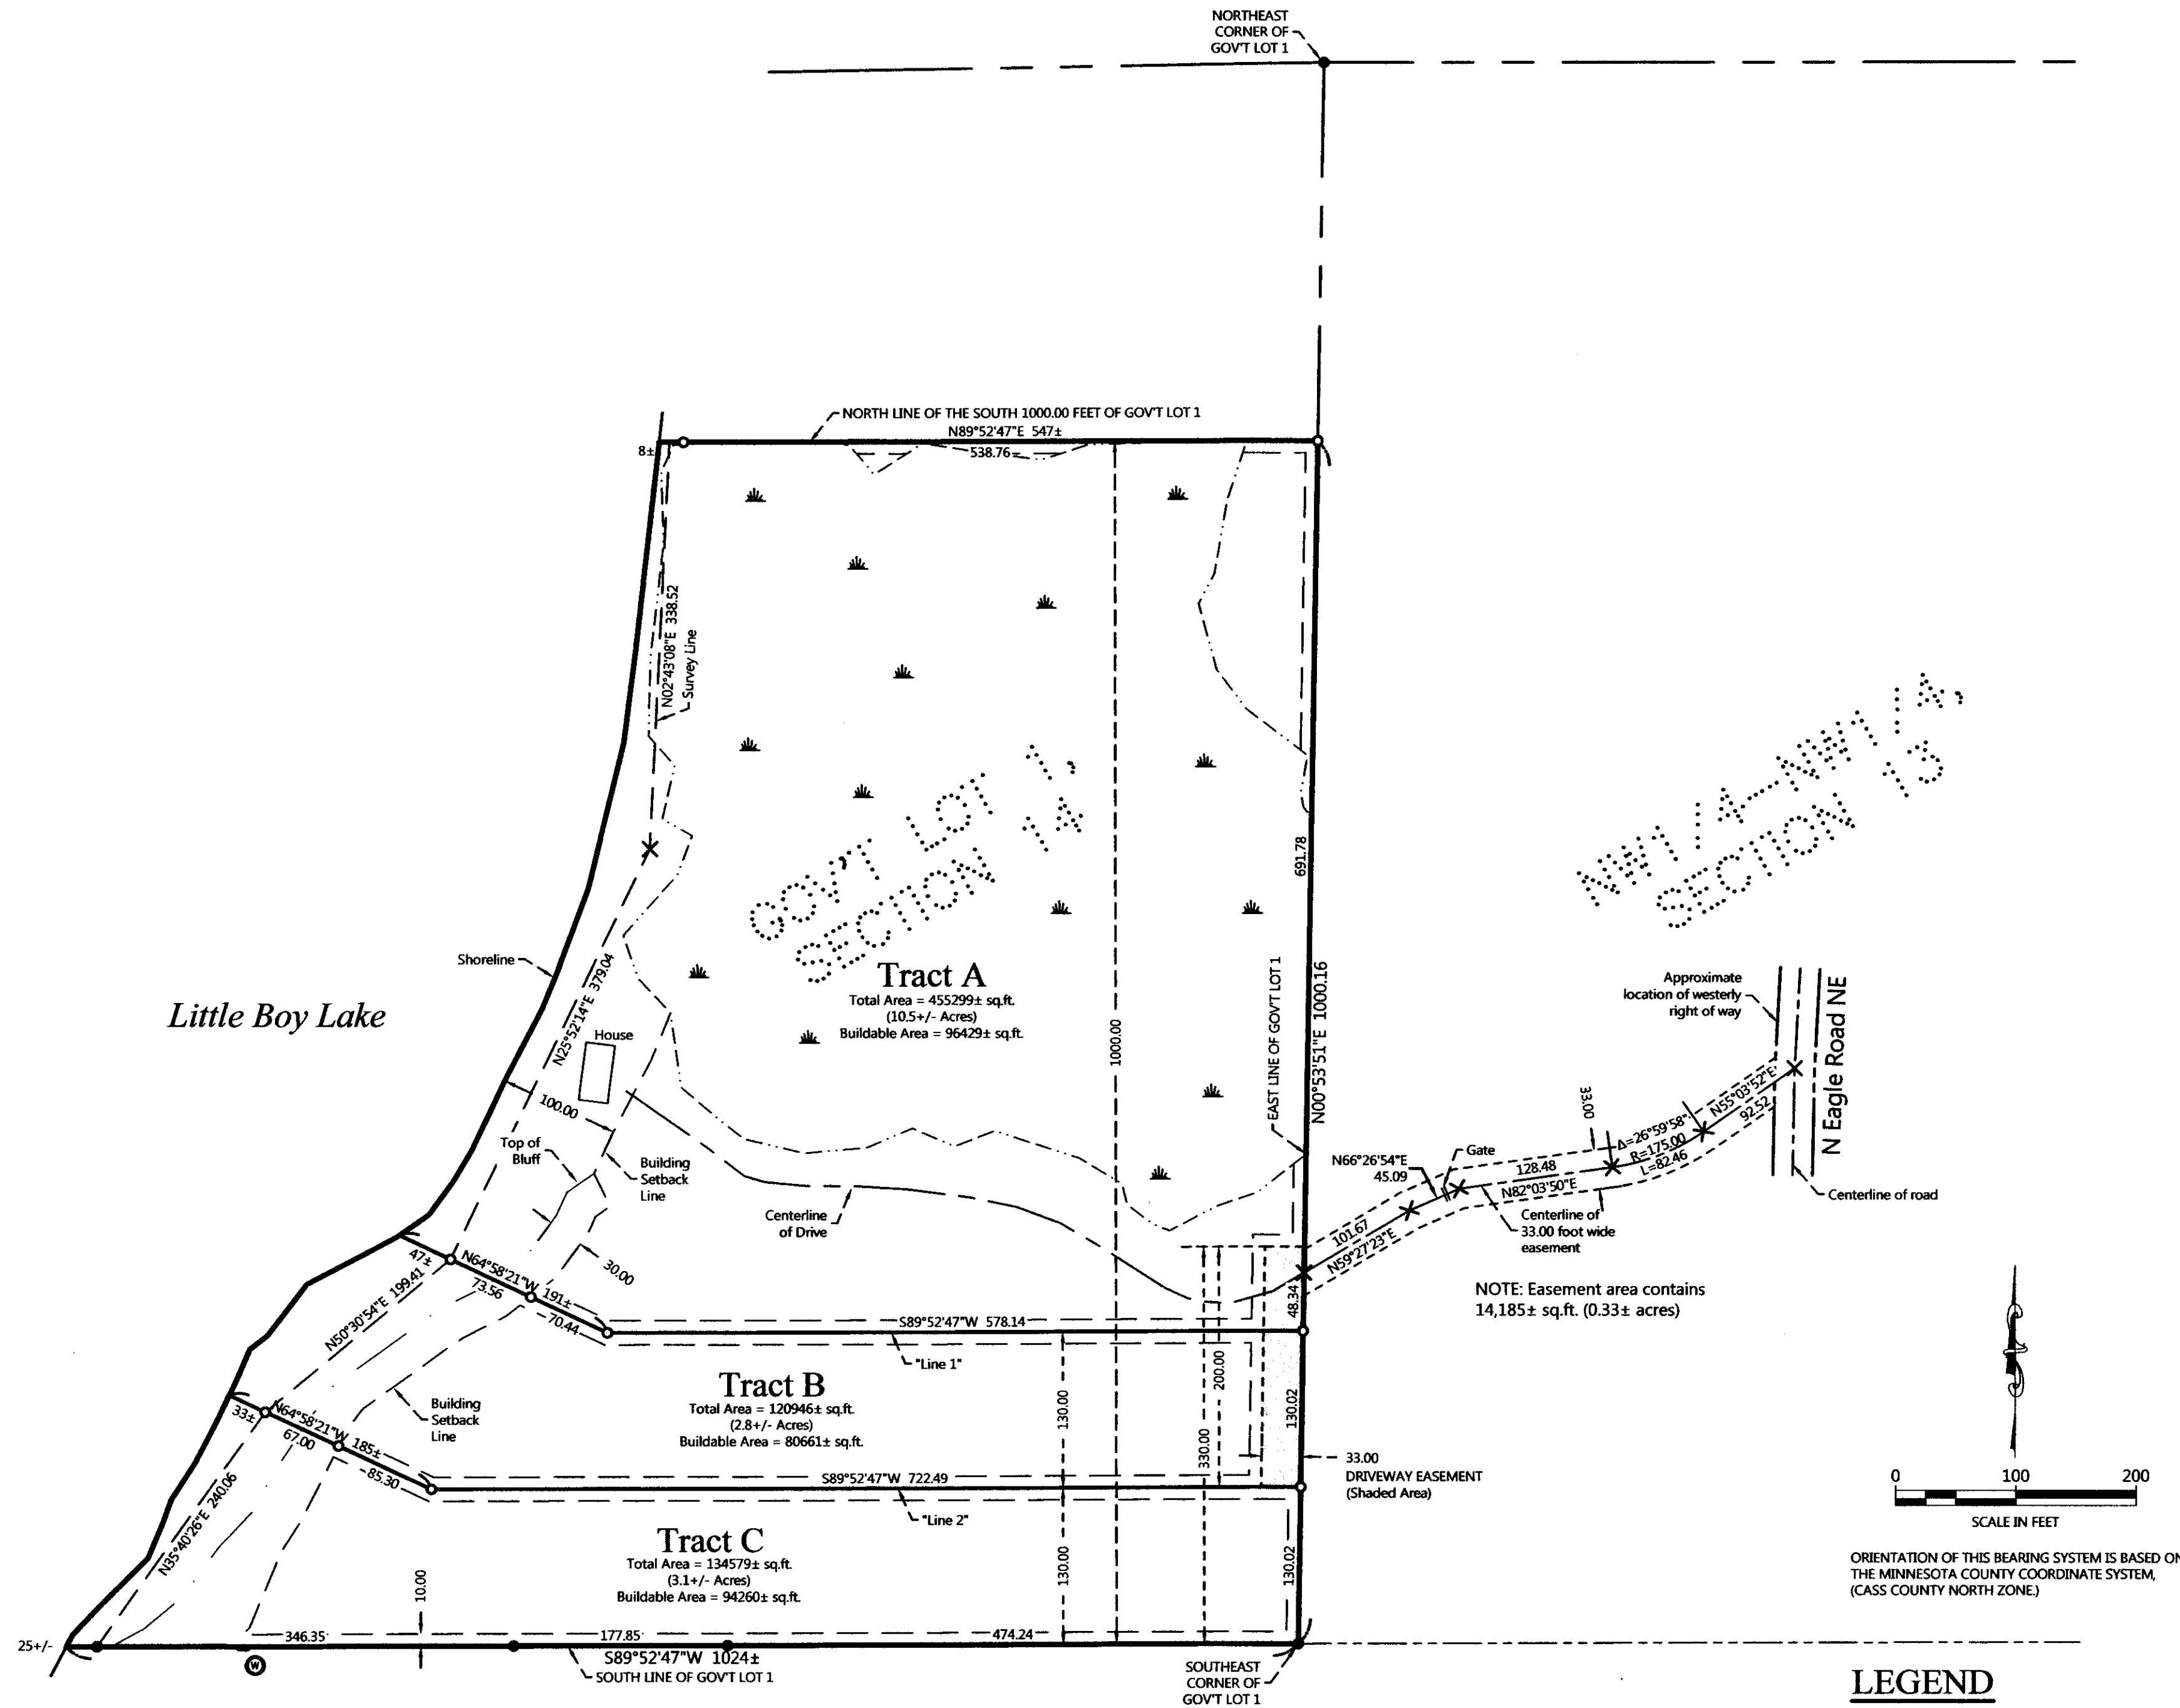 NORTHEAST
CORNER OF
GOV'T LOT 1
NORTH LINE OF THE SOUTH 1000.00 FEET OF GOV'T LOT 1
N89°52'47"E 547±
8±
538.76
N02°43'08"E 338.52
Survey Line
GOV'T LOT 1,
SECTION 14
NW1/4-NW1/4,
SECTION 13
691.78
Shoreline
N25°52'14"E 379.04
Little Boy Lake
Tract A
Total Area = 455299± sq.ft.
(10.5+/- Acres)
Buildable Area = 96429± sq.ft.
1000.00
EAST LINE OF GOV'T LOT 1
N00°53'51"E 1000.16
Approximate
location of westerly
right of way
N Eagle Road NE
House
100.00
Top of
Bluff
Building
Setback
Line
Centerline
of Drive
33.00
Δ=26°59'58"
R=175.00
L=82.46
N55°03'52"E
92.52
Gate
N66°26'54"E
45.09
128.48
N82°03'50"E
Centerline of
33.00 foot wide
easement
Centerline of road
101.67
N59°27'23"E
NOTE: Easement area contains
14,185± sq.ft. (0.33± acres)
47±
N64°58'21"W 191±
73.56
70.44
30.00
N50°30'54"E 199.41
S89°52'47"W 578.14
"Line 1"
48.34
200.00
330.00
130.00
130.02
Tract B
Total Area = 120946± sq.ft.
(2.8+/- Acres)
Buildable Area = 80661± sq.ft.
Building
Setback
Line
33±
N64°58'21"W 185±
67.00
85.30
S89°52'47"W 722.49
"Line 2"
33.00
DRIVEWAY EASEMENT
(Shaded Area)
N35°40'26"E 240.06
Tract C
Total Area = 134579± sq.ft.
(3.1+/- Acres)
Buildable Area = 94260± sq.ft.
130.00
130.02
10.00
25+/-
346.35
177.85
474.24
S89°52'47"W 1024±
SOUTH LINE OF GOV'T LOT 1
W
SOUTHEAST
CORNER OF
GOV'T LOT 1
0 100 200
SCALE IN FEET
ORIENTATION OF THIS BEARING SYSTEM IS BASED ON
THE MINNESOTA COUNTY COORDINATE SYSTEM,
(CASS COUNTY NORTH ZONE.)
LEGEND